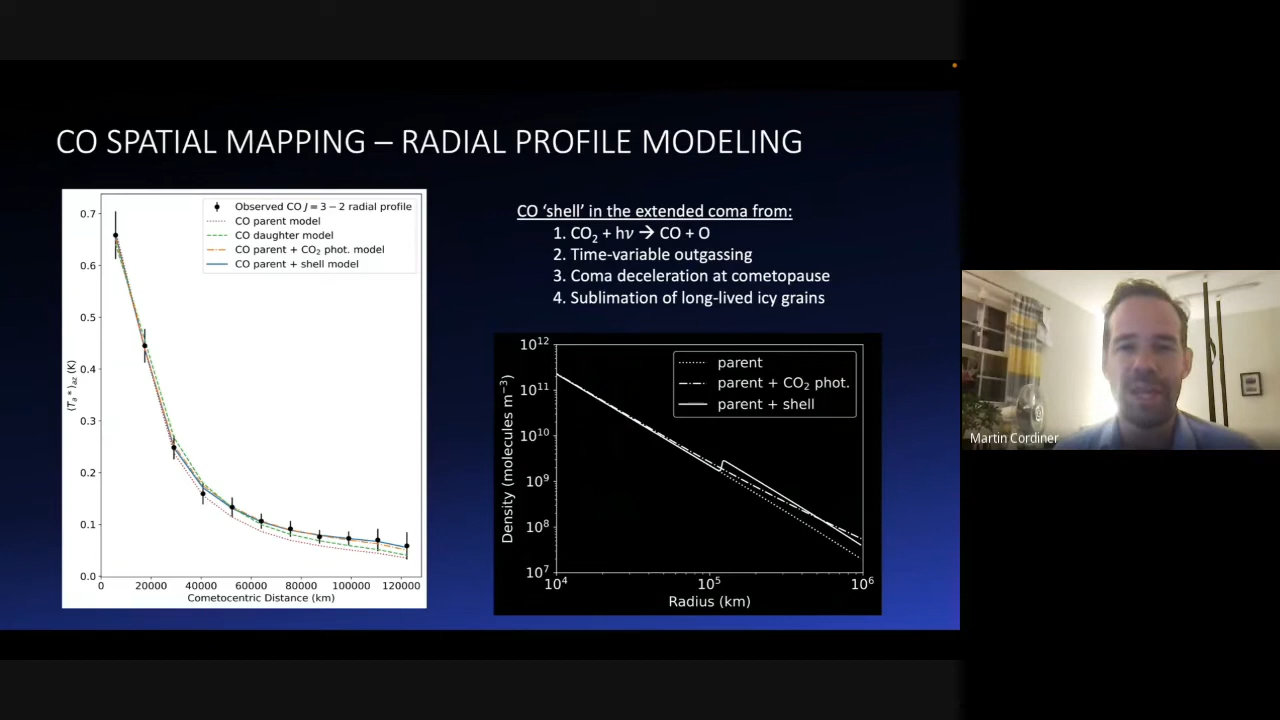 CO SPATIAL MAPPING – RADIAL PROFILE MODELING
Observed CO J = 3 − 2 radial profile
CO parent model
CO daughter model
CO parent + CO₂ phot. model
CO parent + shell model
0.7
0.6
0.5
0.4
0.3
0.2
0.1
0.0
⟨Tₐ*⟩ₐz (K)
0
20000
40000
60000
80000
100000
120000
Cometocentric Distance (km)
CO ‘shell’ in the extended coma from:
1. CO₂ + hν → CO + O
2. Time-variable outgassing
3. Coma deceleration at cometopause
4. Sublimation of long-lived icy grains
parent
parent + CO₂ phot.
parent + shell
10¹²
10¹¹
10¹⁰
10⁹
10⁸
10⁷
Density (molecules m⁻³)
10⁴
10⁵
10⁶
Radius (km)
Martin Cordiner